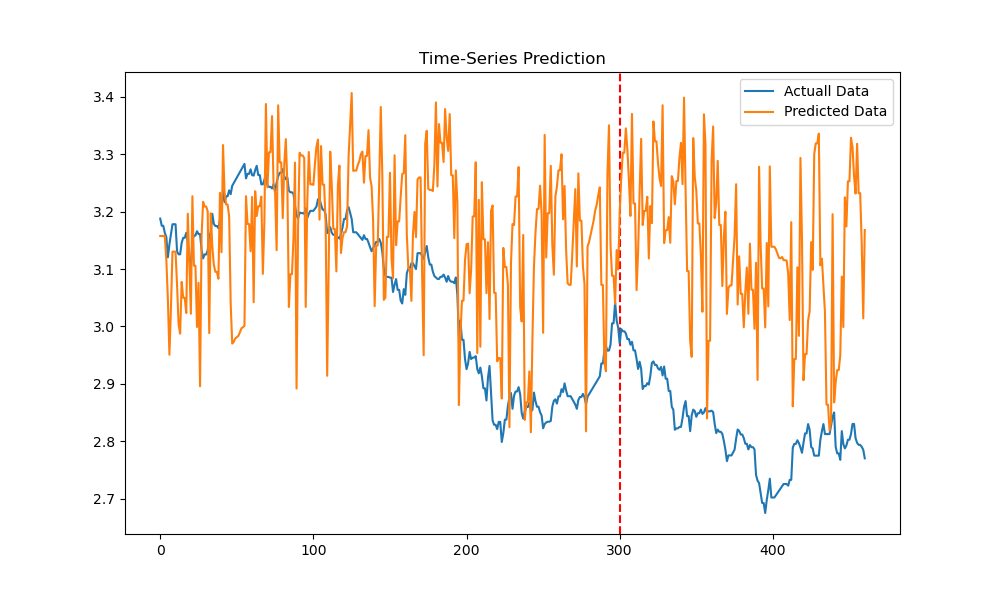 Time-Series Prediction
Actuall Data
Predicted Data
3.4
3.3
3.2
3.1
3.0
2.9
2.8
2.7
0 100 200 300 400